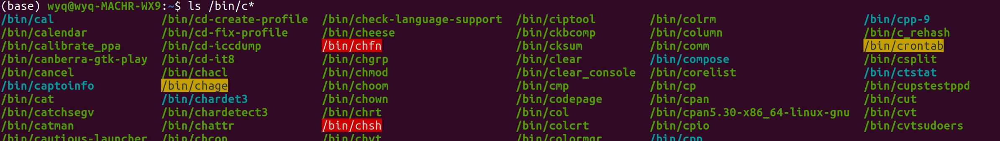 (base) wyq@wyq-MACHR-WX9:~$ ls /bin/c*
/bin/cal /bin/cd-create-profile /bin/check-language-support /bin/ciptool /bin/colrm /bin/cpp-9
/bin/calendar /bin/cd-fix-profile /bin/cheese /bin/ckbcomp /bin/column /bin/c_rehash
/bin/calibrate_ppa /bin/cd-iccdump /bin/chfn /bin/cksum /bin/comm /bin/crontab
/bin/canberra-gtk-play /bin/cd-it8 /bin/chgrp /bin/clear /bin/compose /bin/csplit
/bin/cancel /bin/chacl /bin/chmod /bin/clear_console /bin/corelist /bin/ctstat
/bin/captoinfo /bin/chage /bin/choom /bin/cmp /bin/cp /bin/cupstestppd
/bin/cat /bin/chardet3 /bin/chown /bin/codepage /bin/cpan /bin/cut
/bin/catchsegv /bin/chardetect3 /bin/chrt /bin/col /bin/cpan5.30-x86_64-linux-gnu /bin/cvt
/bin/catman /bin/chattr /bin/chsh /bin/colcrt /bin/cpio /bin/cvtsudoers
/bin/cautious-launcher /bin/chcon /bin/chvt /bin/colormgr /bin/cpp